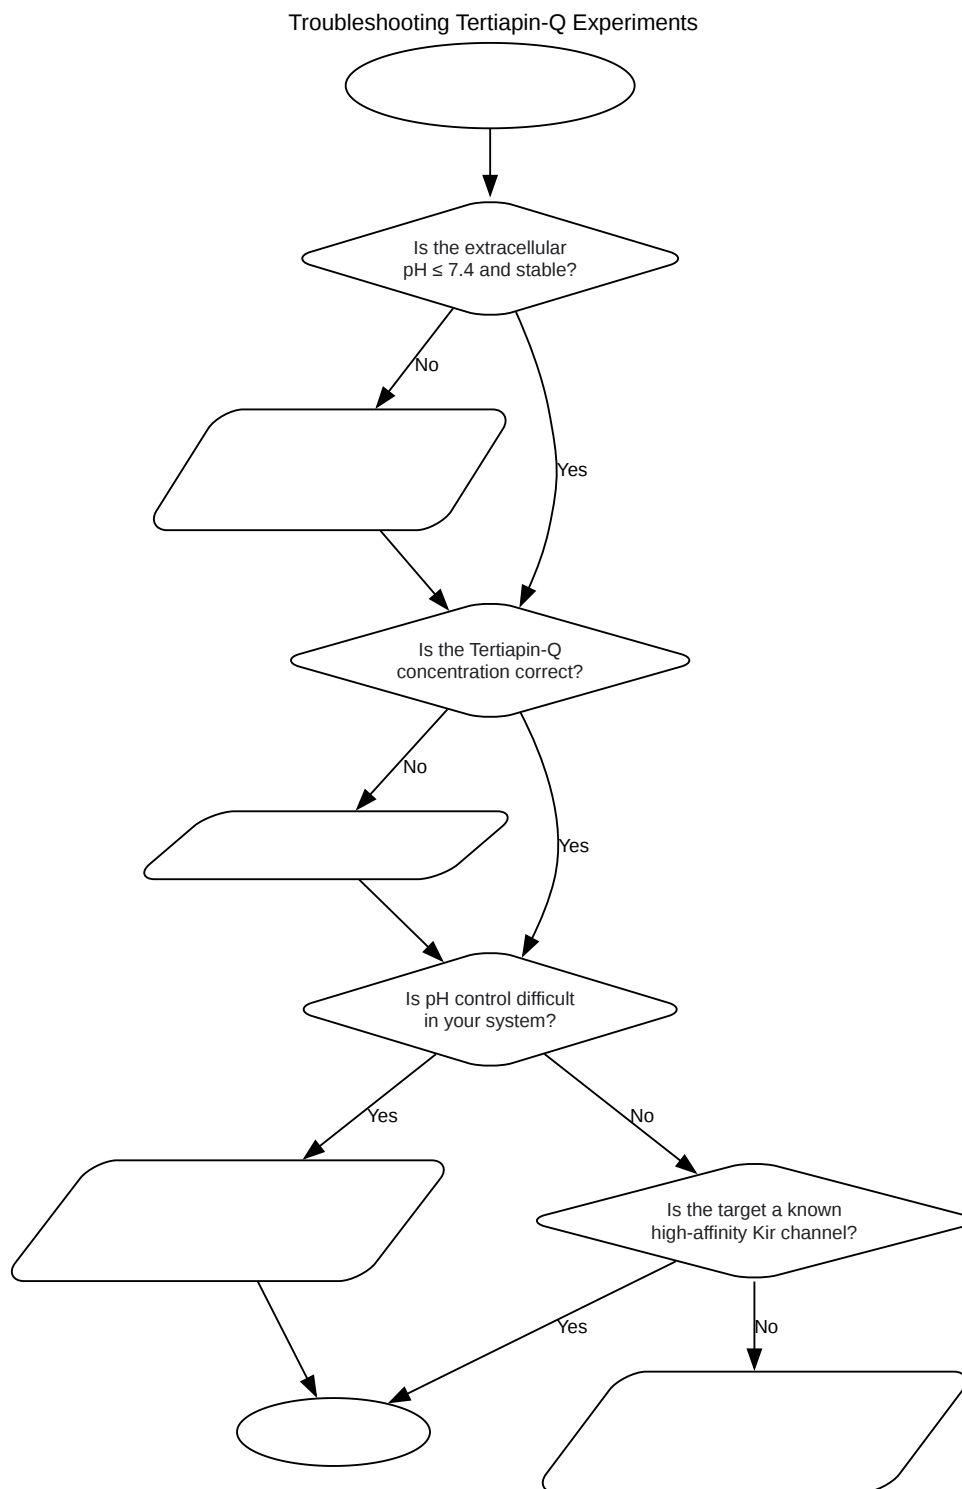 Troubleshooting Tertiapin-Q Experiments
Is the extracellular
pH ≤ 7.4 and stable?
No
Yes
Is the Tertiapin-Q
concentration correct?
No
Yes
Is pH control difficult
in your system?
Yes
No
Is the target a known
high-affinity Kir channel?
Yes
No